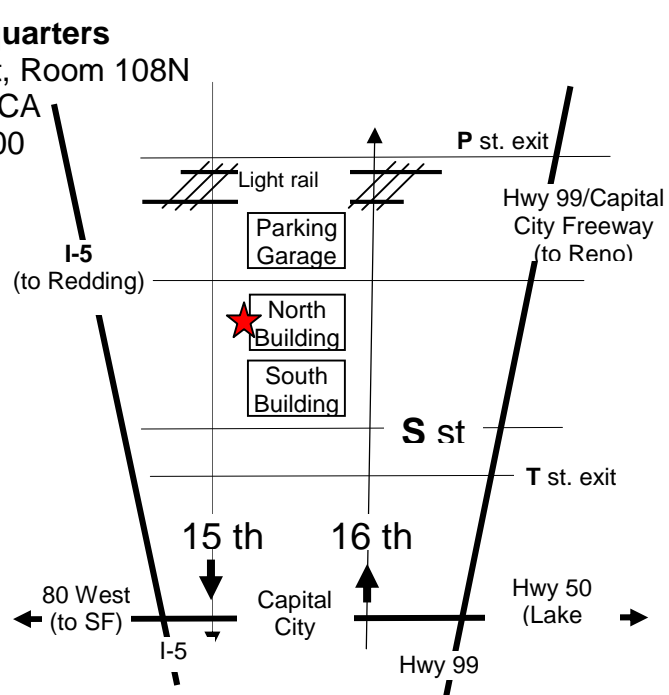 uarters
t, Room 108N
CA
00
P st. exit
Light rail
Hwy 99/Capital
City Freeway
(to Reno)
Parking
Garage
I-5
(to Redding)
North
Building
South
Building
S st
T st. exit
15 th
16 th
80 West
(to SF)
Capital
City
Hwy 50
(Lake
I-5
Hwy 99